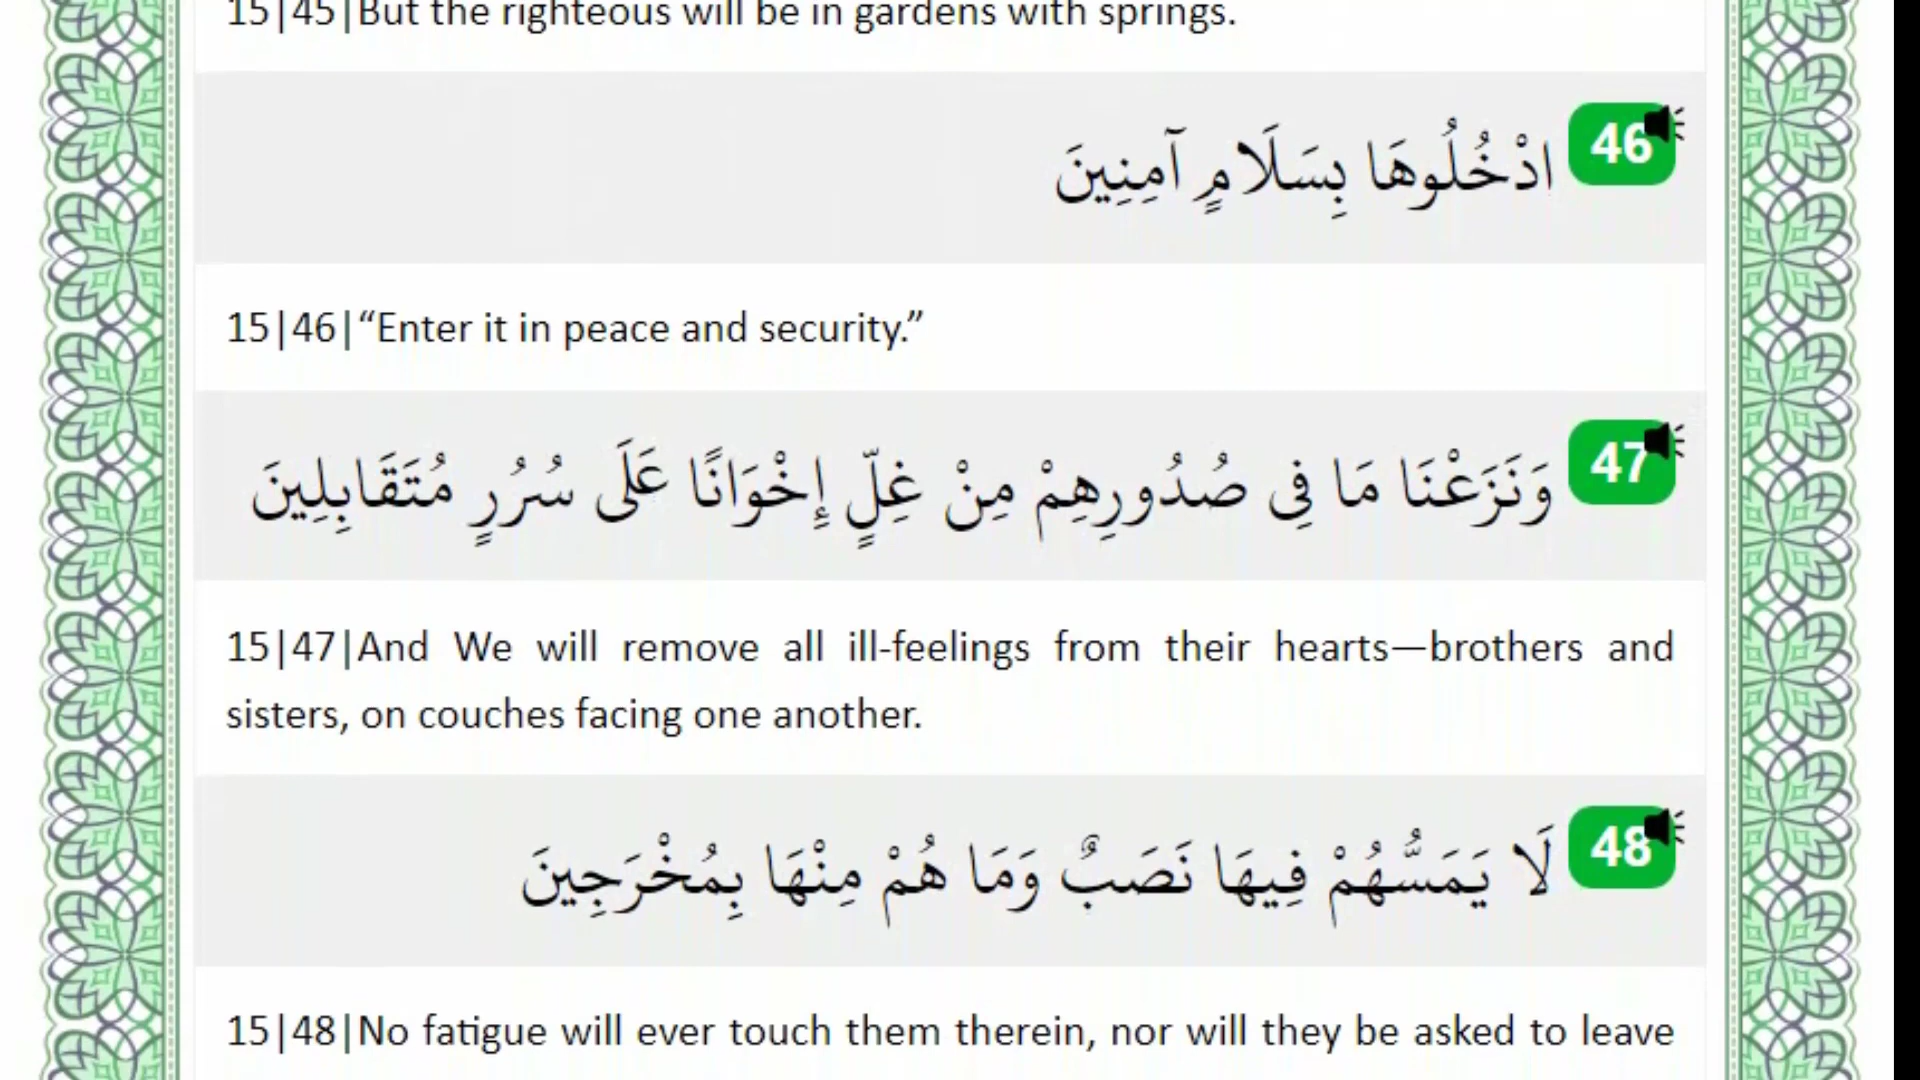 15|45|But the righteous will be in gardens with springs.
46 ادْخُلُوهَا بِسَلَامٍ آمِنِينَ
15|46|“Enter it in peace and security.”
47 وَنَزَعْنَا مَا فِى صُدُورِهِمْ مِنْ غِلٍّ إِخْوَانًا عَلَى سُرُرٍ مُتَقَابِلِينَ
15|47|And We will remove all ill-feelings from their hearts—brothers and
sisters, on couches facing one another.
48 لَا يَمَسُّهُمْ فِيهَا نَصَبٌ وَمَا هُمْ مِنْهَا بِمُخْرَجِينَ
15|48|No fatigue will ever touch them therein, nor will they be asked to leave